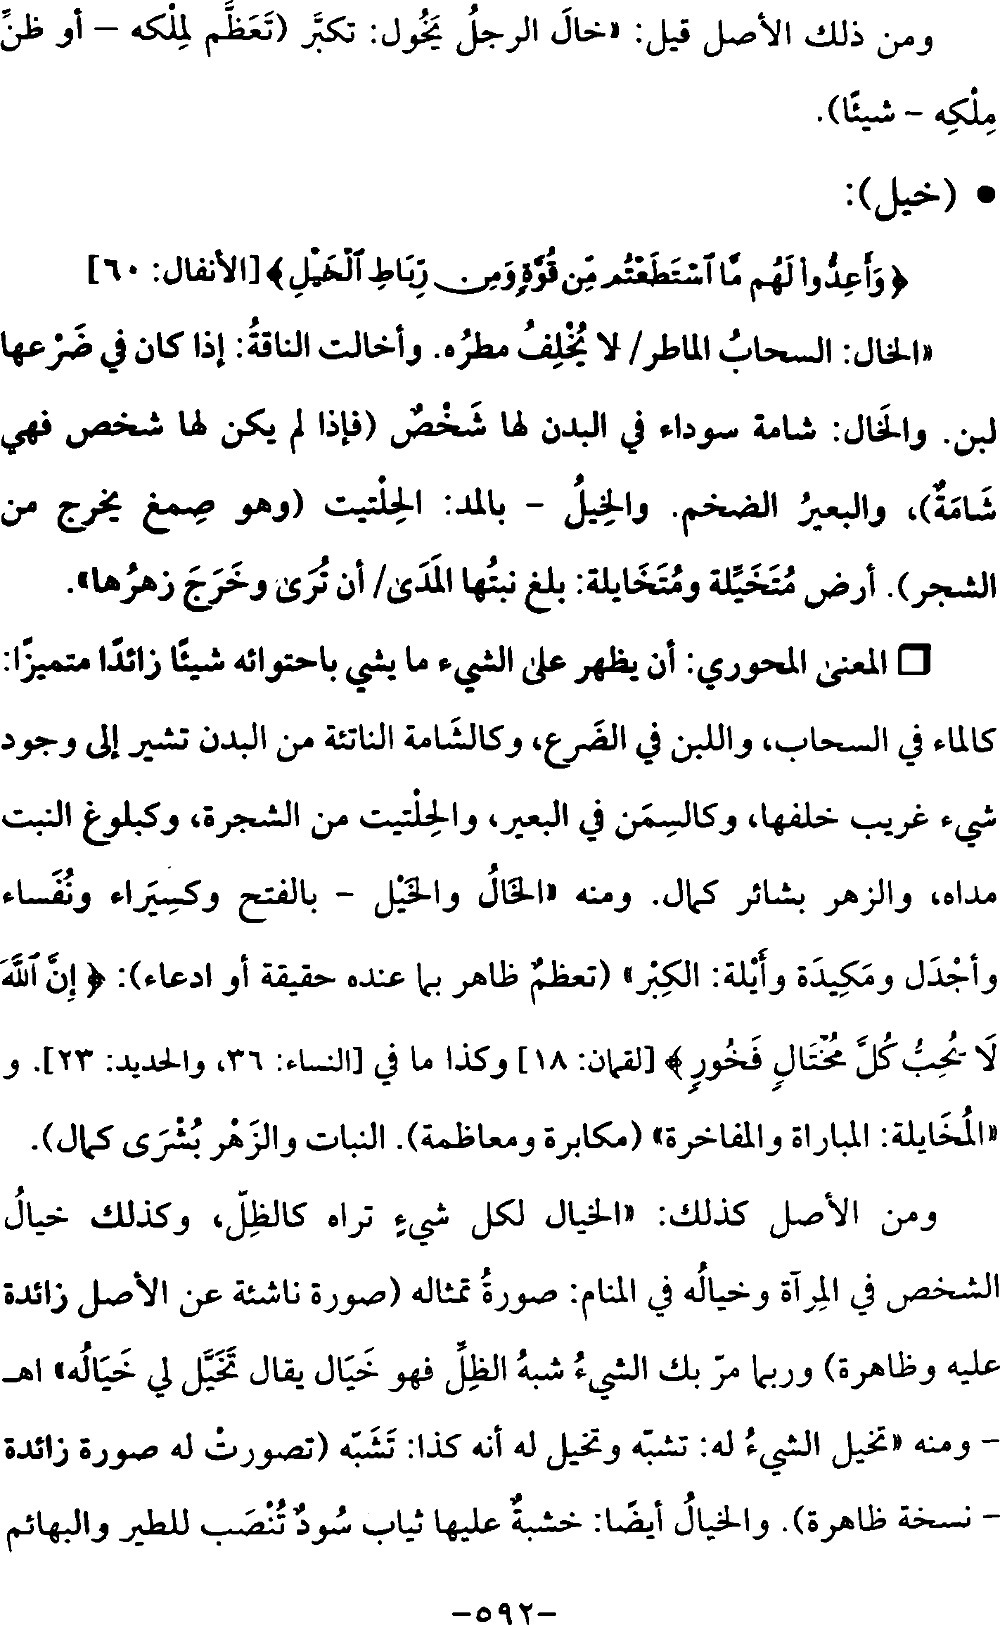 ومن ذلك الأصل قيل: «خالَ الرجلُ يَخُول: تكبَّر (تَعَظَّم لِمِلْكه – أو ظنِّ
مِلْكِه – شيئًا).
• (خيل):
﴿وَأَعِدُّوا۟ لَهُم مَّا ٱسْتَطَعْتُم مِّن قُوَّةٍ وَمِن رِّبَاطِ ٱلْخَيْلِ﴾ [الأنفال: ٦٠]
«الخال: السحابُ الماطر/ لا يُخْلِفُ مطرُه. وأخالت الناقةُ: إذا كان في ضَرْعها
لبن. والخَال: شامة سوداء في البدن لها شَخْصٌ (فإذا لم يكن لها شخص فهي
شَامَةٌ)، والبعيرُ الضخم. والخِيلُ – بالمد: الحِلْتيت (وهو صِمغ يخرج من
الشجر). أرض مُتَخَيِّلة ومُتَخَايلة: بلغ نبتُها المَدَىٰ/ أن تُرَىٰ وخَرَجَ زهرُها».
□ المعنىٰ المحوري: أن يظهر علىٰ الشيء ما يشي باحتوائه شيئًا زائدًا متميزًا:
كالماء في السحاب، واللبن في الضَرع، وكالشَامة الناتئة من البدن تشير إلى وجود
شيء غريب خلفها، وكالسِمَن في البعير، والحِلْتيت من الشجرة، وكبلوغ النبت
مداه، والزهر بشائر كمال. ومنه «الخَالُ والخَيْل – بالفتح وكسِيَراء ونُفَساء
وأجْدَل ومَكِيدَة وأَيْلة: الكِبْر» (تعظمٌ ظاهر بما عنده حقيقة أو ادعاء): ﴿إِنَّ ٱللَّهَ
لَا يُحِبُّ كُلَّ مُخْتَالٍ فَخُورٍ﴾ [لقمان: ١٨] وكذا ما في [النساء: ٣٦، والحديد: ٢٣]. و
«المُخَايلة: المباراة والمفاخرة» (مكابرة ومعاظمة). النبات والزَهْر بُشْرَى كمال).
ومن الأصل كذلك: «الخيال لكل شيءٍ تراه كالظِلّ، وكذلك خيالُ
الشخص في المِرآة وخيالُه في المنام: صورةُ تمثاله (صورة ناشئة عن الأصل زائدة
عليه وظاهرة) وربما مرّ بك الشيءُ شبهُ الظِلِّ فهو خَيَال يقال تَخَيَّل لي خَيَالُه» اهـ
– ومنه «تخيل الشيءُ له: تشبّه وتخيل له أنه كذا: تَشَبّه (تصورتْ له صورة زائدة
– نسخة ظاهرة). والخيالُ أيضًا: خشبةٌ عليها ثياب سُودٌ تُنْصَب للطير والبهائم
–٥٩٢–